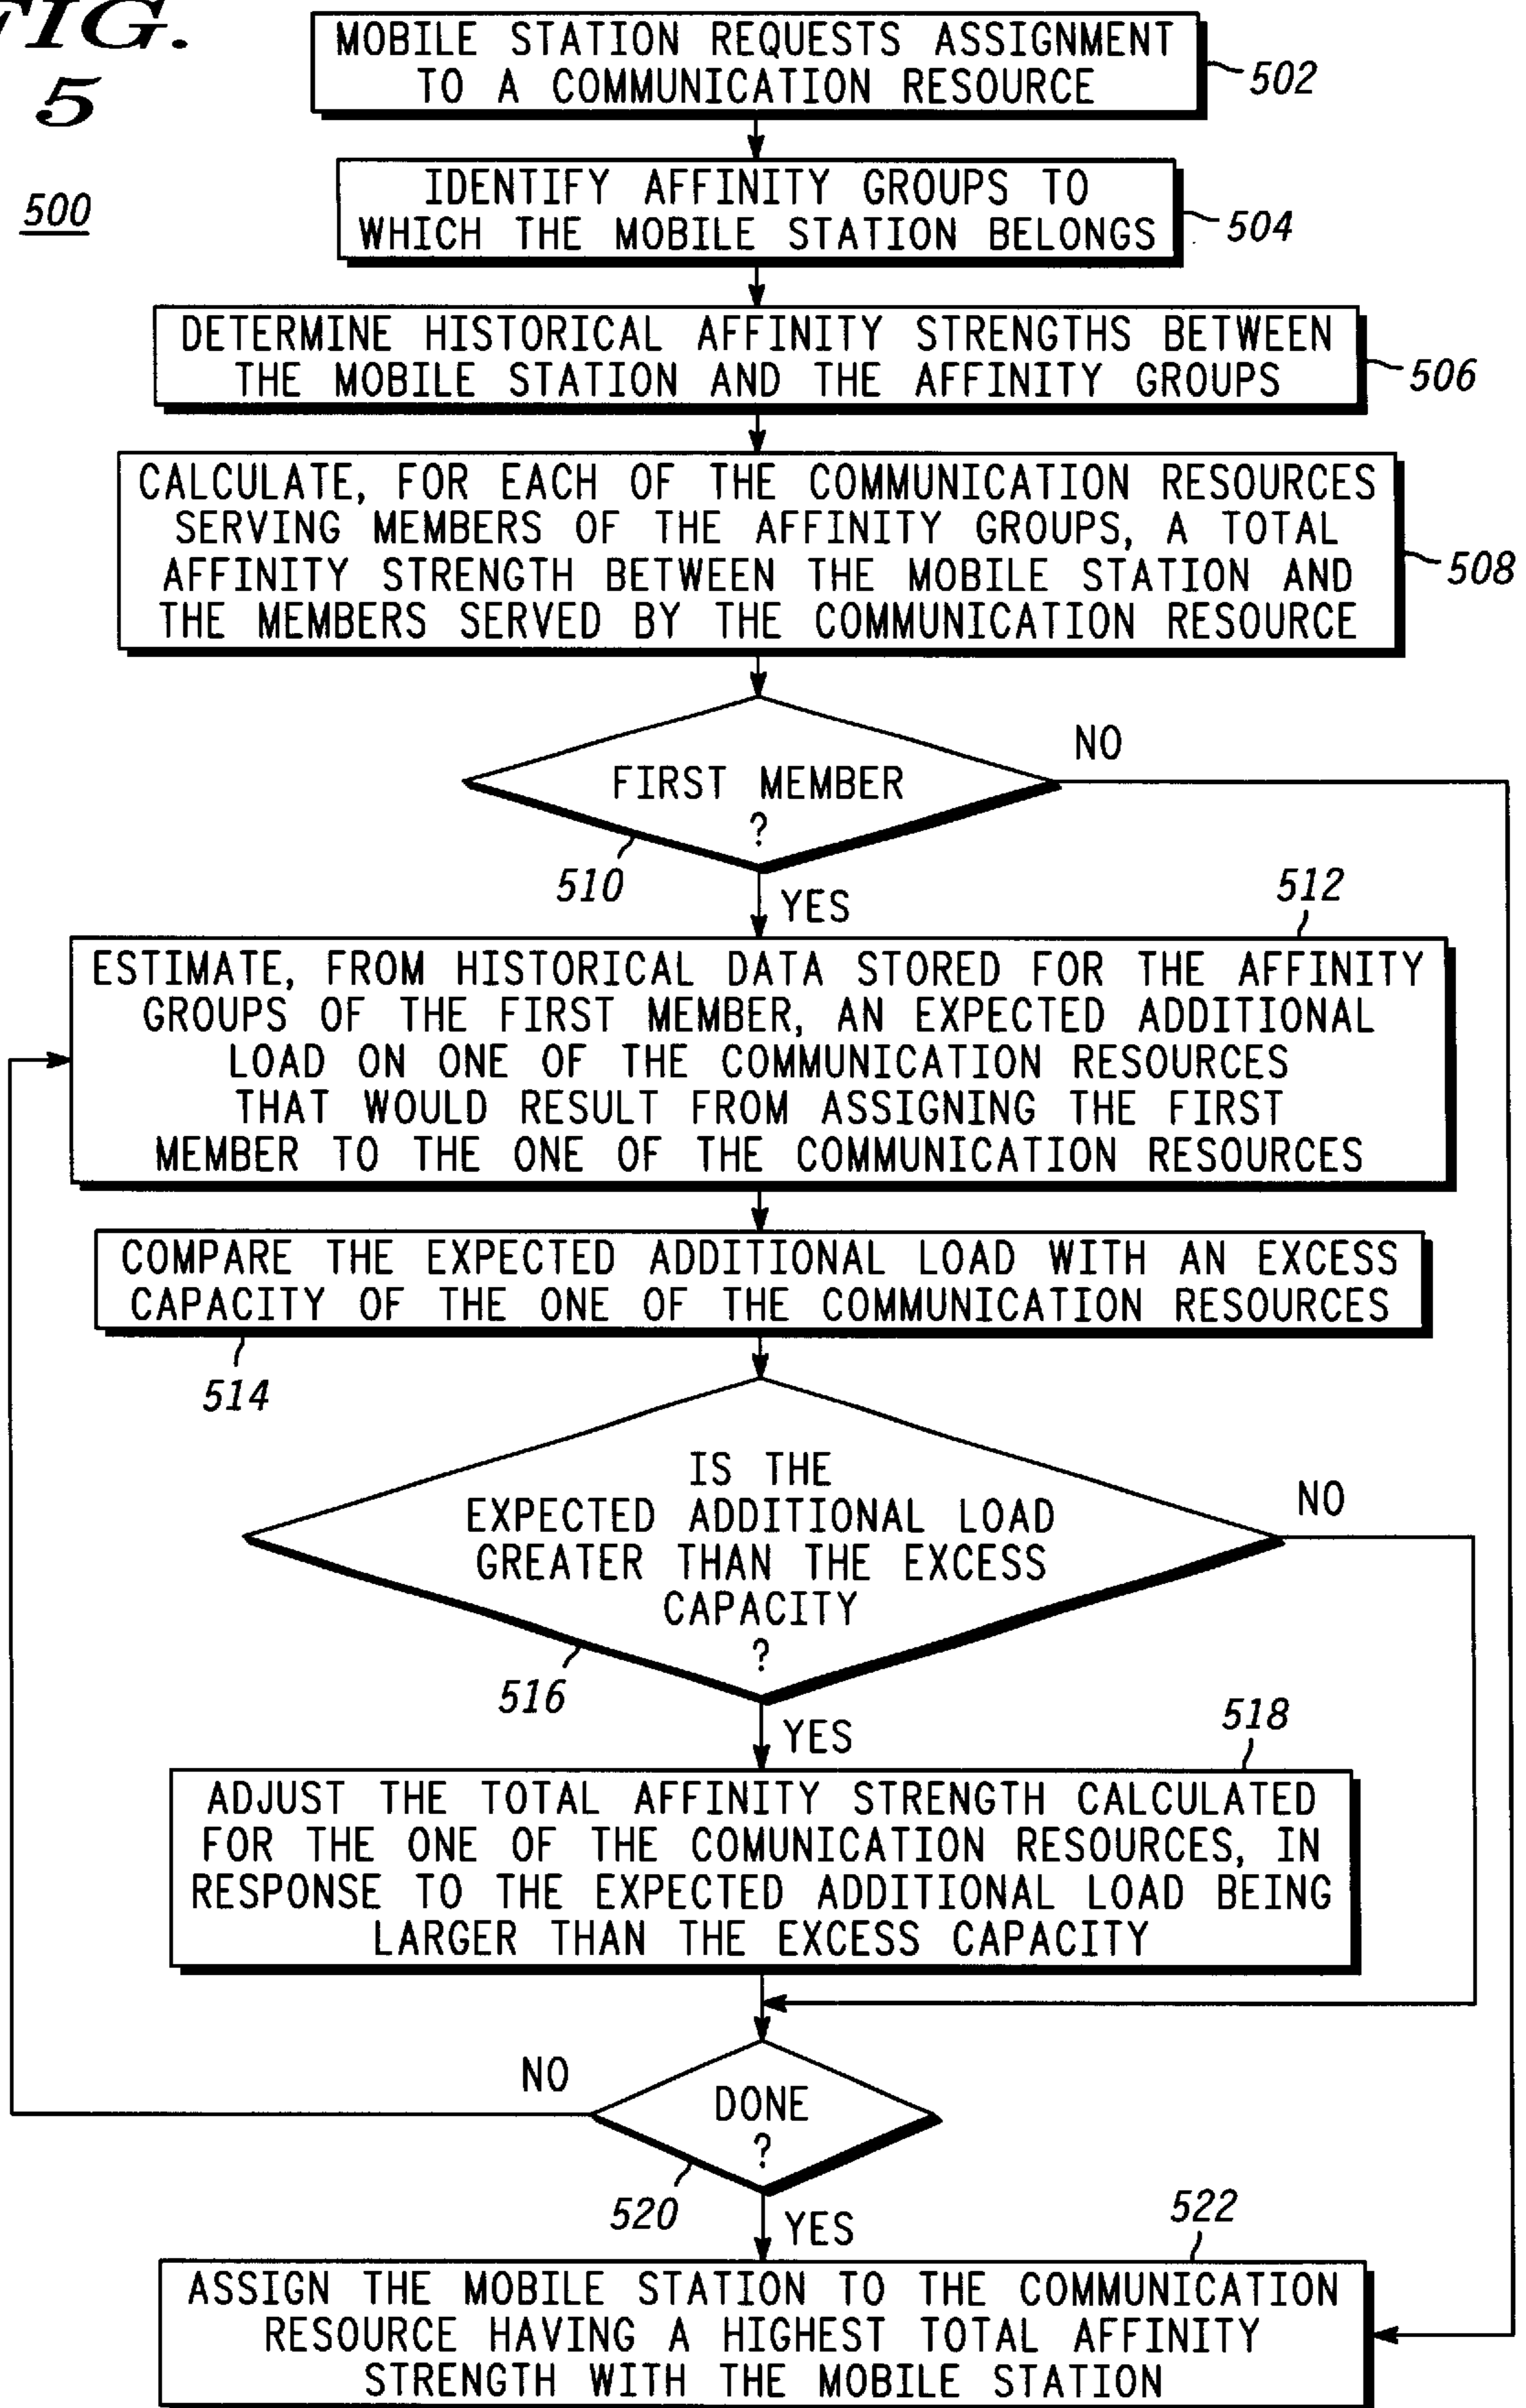 FIG.
5
500
MOBILE STATION REQUESTS ASSIGNMENT
TO A COMMUNICATION RESOURCE
502
IDENTIFY AFFINITY GROUPS TO
WHICH THE MOBILE STATION BELONGS
504
DETERMINE HISTORICAL AFFINITY STRENGTHS BETWEEN
THE MOBILE STATION AND THE AFFINITY GROUPS
506
CALCULATE, FOR EACH OF THE COMMUNICATION RESOURCES
SERVING MEMBERS OF THE AFFINITY GROUPS, A TOTAL
AFFINITY STRENGTH BETWEEN THE MOBILE STATION AND
THE MEMBERS SERVED BY THE COMMUNICATION RESOURCE
508
FIRST MEMBER
?
NO
510
YES
512
ESTIMATE, FROM HISTORICAL DATA STORED FOR THE AFFINITY
GROUPS OF THE FIRST MEMBER, AN EXPECTED ADDITIONAL
LOAD ON ONE OF THE COMMUNICATION RESOURCES
THAT WOULD RESULT FROM ASSIGNING THE FIRST
MEMBER TO THE ONE OF THE COMMUNICATION RESOURCES
COMPARE THE EXPECTED ADDITIONAL LOAD WITH AN EXCESS
CAPACITY OF THE ONE OF THE COMMUNICATION RESOURCES
514
IS THE
EXPECTED ADDITIONAL LOAD
GREATER THAN THE EXCESS
CAPACITY
?
NO
516
YES
518
ADJUST THE TOTAL AFFINITY STRENGTH CALCULATED
FOR THE ONE OF THE COMUNICATION RESOURCES, IN
RESPONSE TO THE EXPECTED ADDITIONAL LOAD BEING
LARGER THAN THE EXCESS CAPACITY
NO
DONE
?
520
YES
522
ASSIGN THE MOBILE STATION TO THE COMMUNICATION
RESOURCE HAVING A HIGHEST TOTAL AFFINITY
STRENGTH WITH THE MOBILE STATION